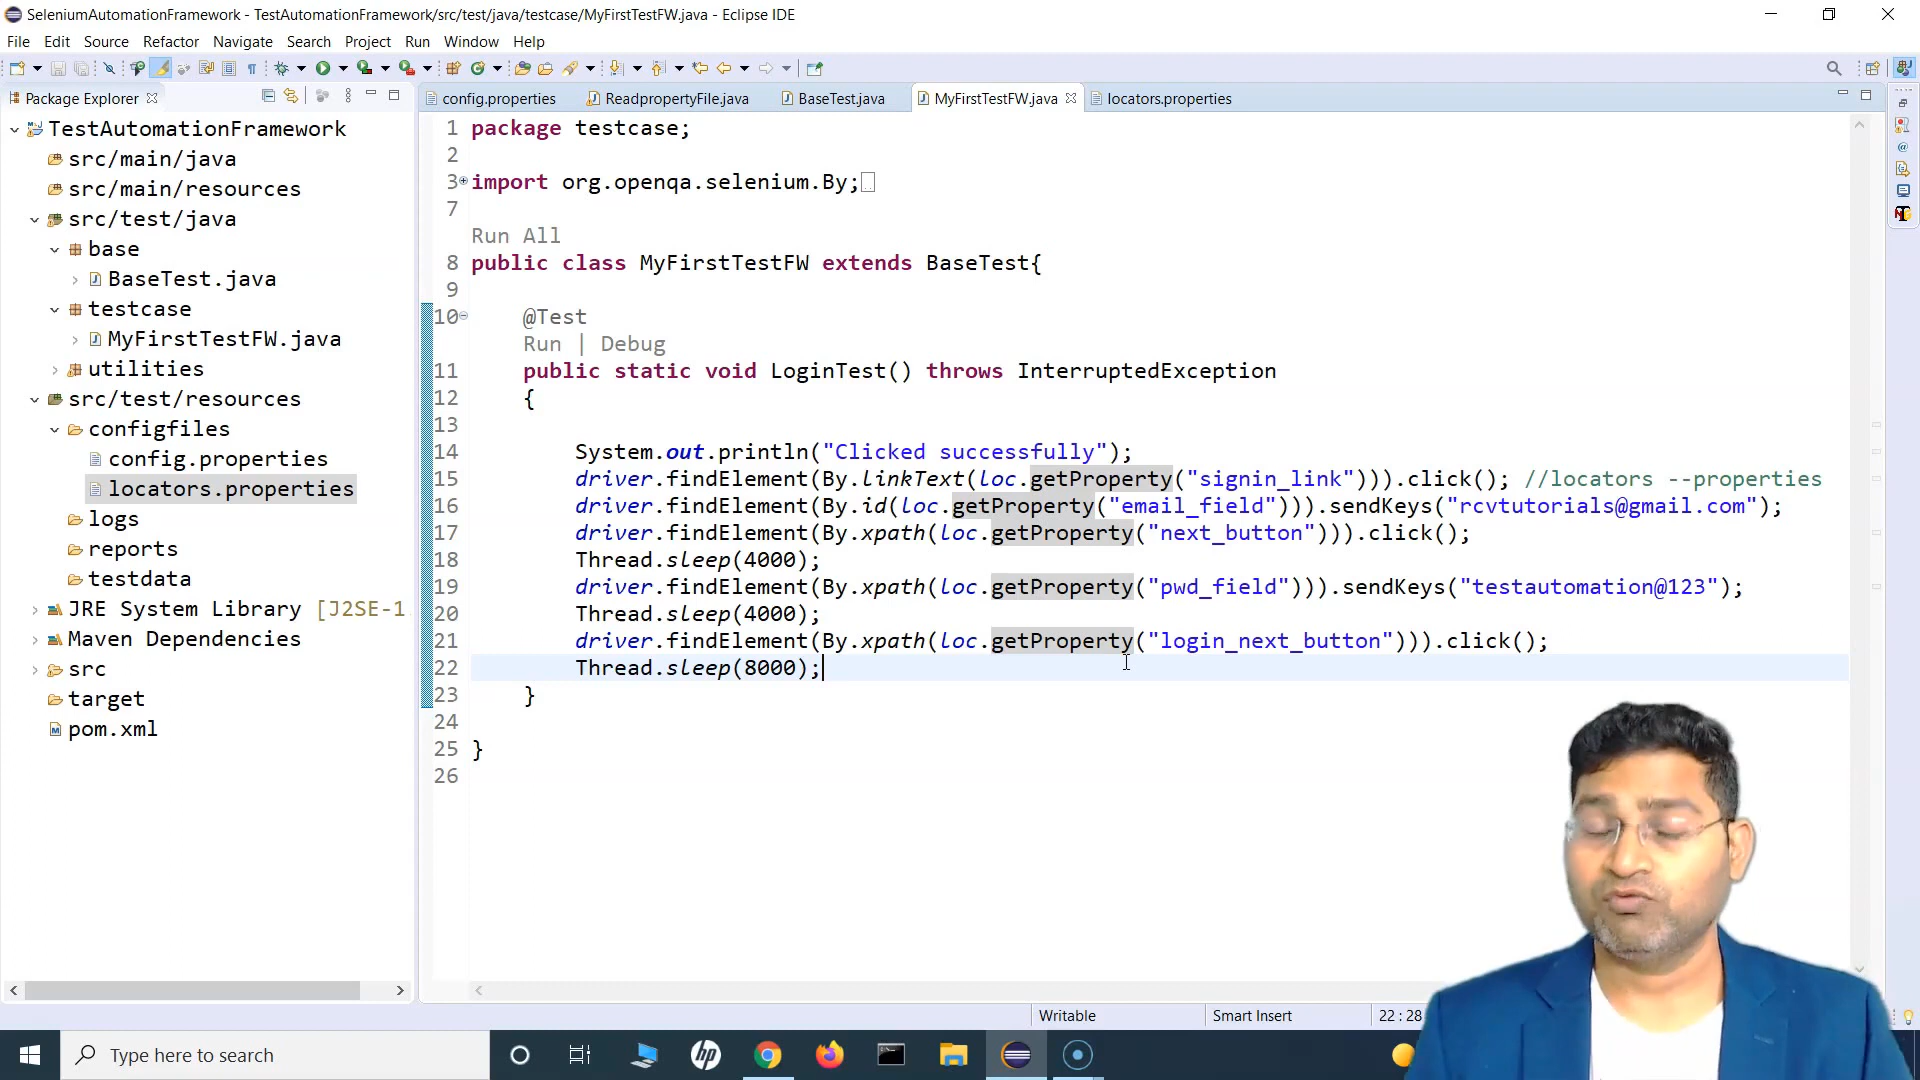 SeleniumAutomationFramework - TestAutomationFramework/src/test/java/testcase/MyFirstTestFW.java - Eclipse IDE
File Edit Source Refactor Navigate Search Project Run Window Help
Package Explorer
TestAutomationFramework
src/main/java
src/main/resources
src/test/java
base
BaseTest.java
testcase
MyFirstTestFW.java
utilities
src/test/resources
configfiles
config.properties
locators.properties
logs
reports
testdata
JRE System Library [J2SE-1.
Maven Dependencies
src
target
pom.xml
config.properties ReadpropertyFile.java BaseTest.java MyFirstTestFW.java locators.properties
1 package testcase;
2
3 import org.openqa.selenium.By;
7
Run All
8 public class MyFirstTestFW extends BaseTest{
9
10 @Test
Run | Debug
11 public static void LoginTest() throws InterruptedException
12 {
13
14 System.out.println("Clicked successfully");
15 driver.findElement(By.linkText(loc.getProperty("signin_link"))).click(); //locators --properties
16 driver.findElement(By.id(loc.getProperty("email_field"))).sendKeys("rcvtutorials@gmail.com");
17 driver.findElement(By.xpath(loc.getProperty("next_button"))).click();
18 Thread.sleep(4000);
19 driver.findElement(By.xpath(loc.getProperty("pwd_field"))).sendKeys("testautomation@123");
20 Thread.sleep(4000);
21 driver.findElement(By.xpath(loc.getProperty("login_next_button"))).click();
22 Thread.sleep(8000);
23 }
24
25 }
26
Writable Smart Insert 22 : 28
Type here to search
hp